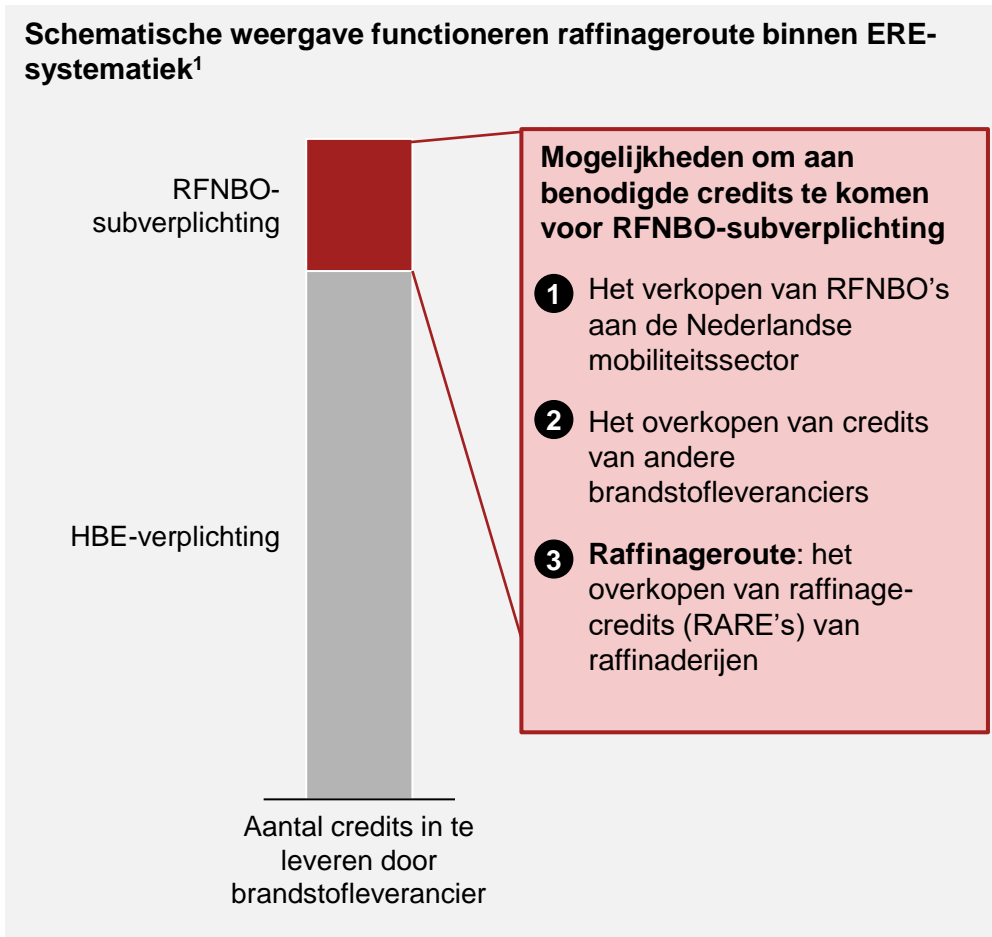 Schematische weergave functioneren raffinageroute binnen ERE-
systematiek¹
RFNBO-
subverplichting
HBE-verplichting
Aantal credits in te
leveren door
brandstofleverancier
Mogelijkheden om aan
benodigde credits te komen
voor RFNBO-subverplichting
1 Het verkopen van RFNBO's
aan de Nederlandse
mobiliteitssector
2 Het overkopen van credits
van andere
brandstofleveranciers
3 Raffinageroute: het
overkopen van raffinage-
credits (RARE's) van
raffinaderijen